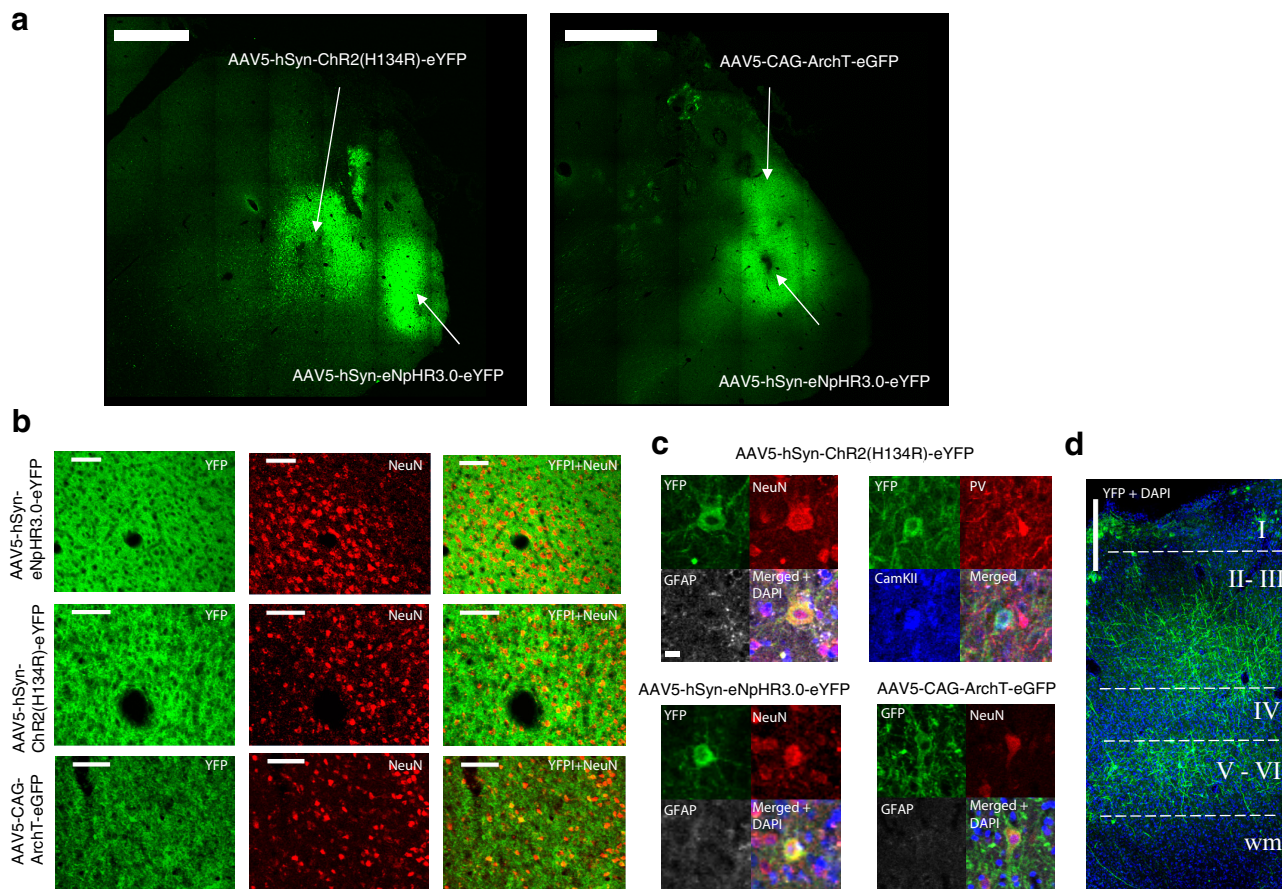 a
AAV5-hSyn-ChR2(H134R)-eYFP
AAV5-hSyn-eNpHR3.0-eYFP
AAV5-CAG-ArchT-eGFP
AAV5-hSyn-eNpHR3.0-eYFP
b
AAV5-hSyn-
eNpHR3.0-eYFP
YFP
NeuN
YFPl+NeuN
AAV5-hSyn-
ChR2(H134R)-eYFP
YFP
NeuN
YFPl+NeuN
AAV5-CAG-
ArchT-eGFP
YFP
NeuN
YFPl+NeuN
c
AAV5-hSyn-ChR2(H134R)-eYFP
YFP
NeuN
GFAP
Merged +
DAPI
YFP
PV
CamKII
Merged
AAV5-hSyn-eNpHR3.0-eYFP
YFP
NeuN
GFAP
Merged +
DAPI
AAV5-CAG-ArchT-eGFP
GFP
NeuN
GFAP
Merged +
DAPI
d
YFP + DAPI
I
II- III
IV
V - VI
wm